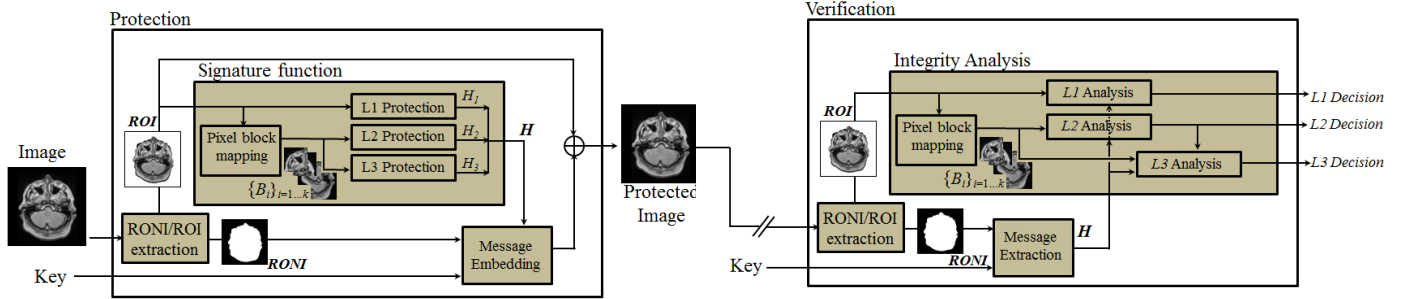 Protection
Signature function
ROI
Pixel block
mapping
L1 Protection
L2 Protection
L3 Protection
H1
H2
H3
H
{Bi}i=1...k
Image
RONI/ROI
extraction
RONI
Key
Message
Embedding
Protected
Image
Verification
Integrity Analysis
ROI
Pixel block
mapping
L1 Analysis
L2 Analysis
L3 Analysis
{Bi}i=1...k
L1 Decision
L2 Decision
L3 Decision
RONI/ROI
extraction
RONI
Key
Message
Extraction
H